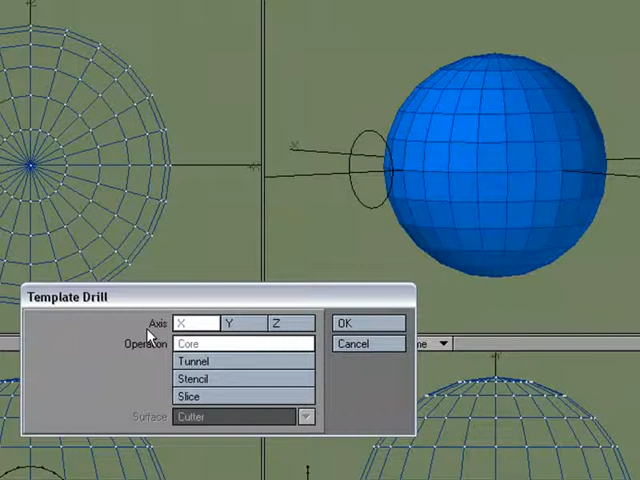 Template Drill
Axis X Y Z OK
Operation Core Cancel
Tunnel
Stencil
Slice
Surface Cutter